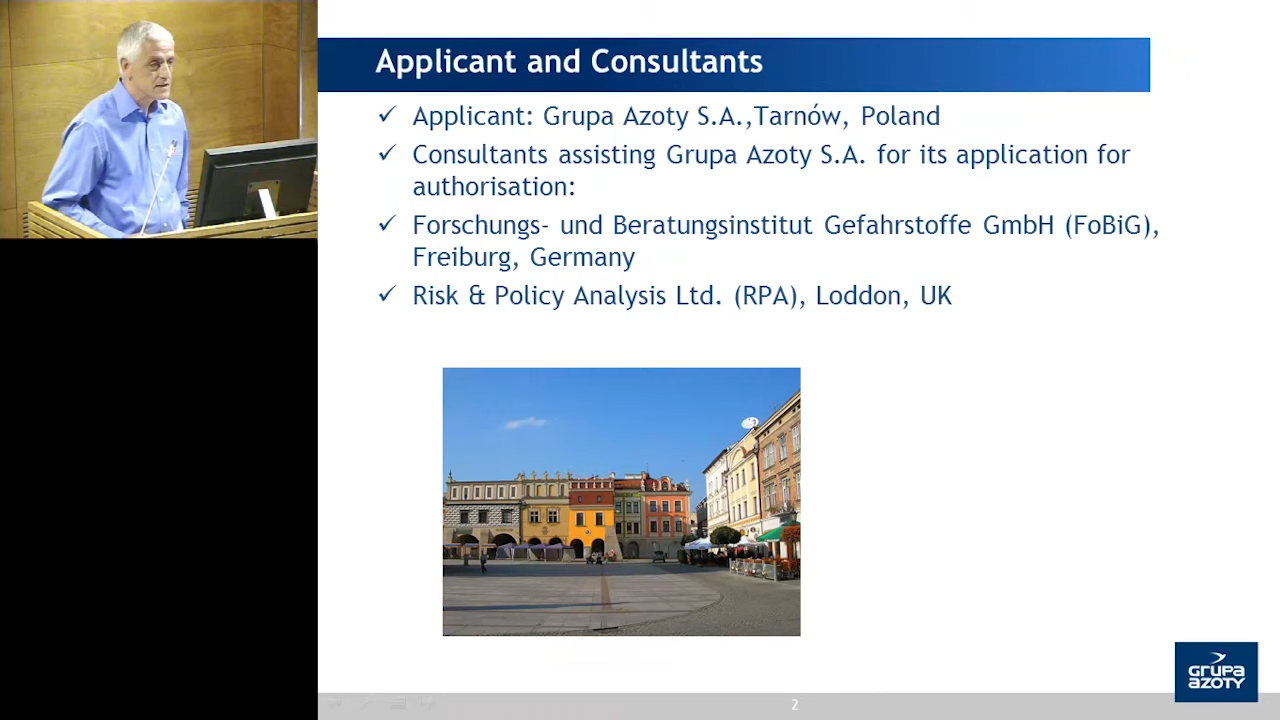 Applicant and Consultants
✓ Applicant: Grupa Azoty S.A.,Tarnów, Poland
✓ Consultants assisting Grupa Azoty S.A. for its application for
authorisation:
✓ Forschungs- und Beratungsinstitut Gefahrstoffe GmbH (FoBiG),
Freiburg, Germany
✓ Risk & Policy Analysis Ltd. (RPA), Loddon, UK
GRUPA
AZOTY
2